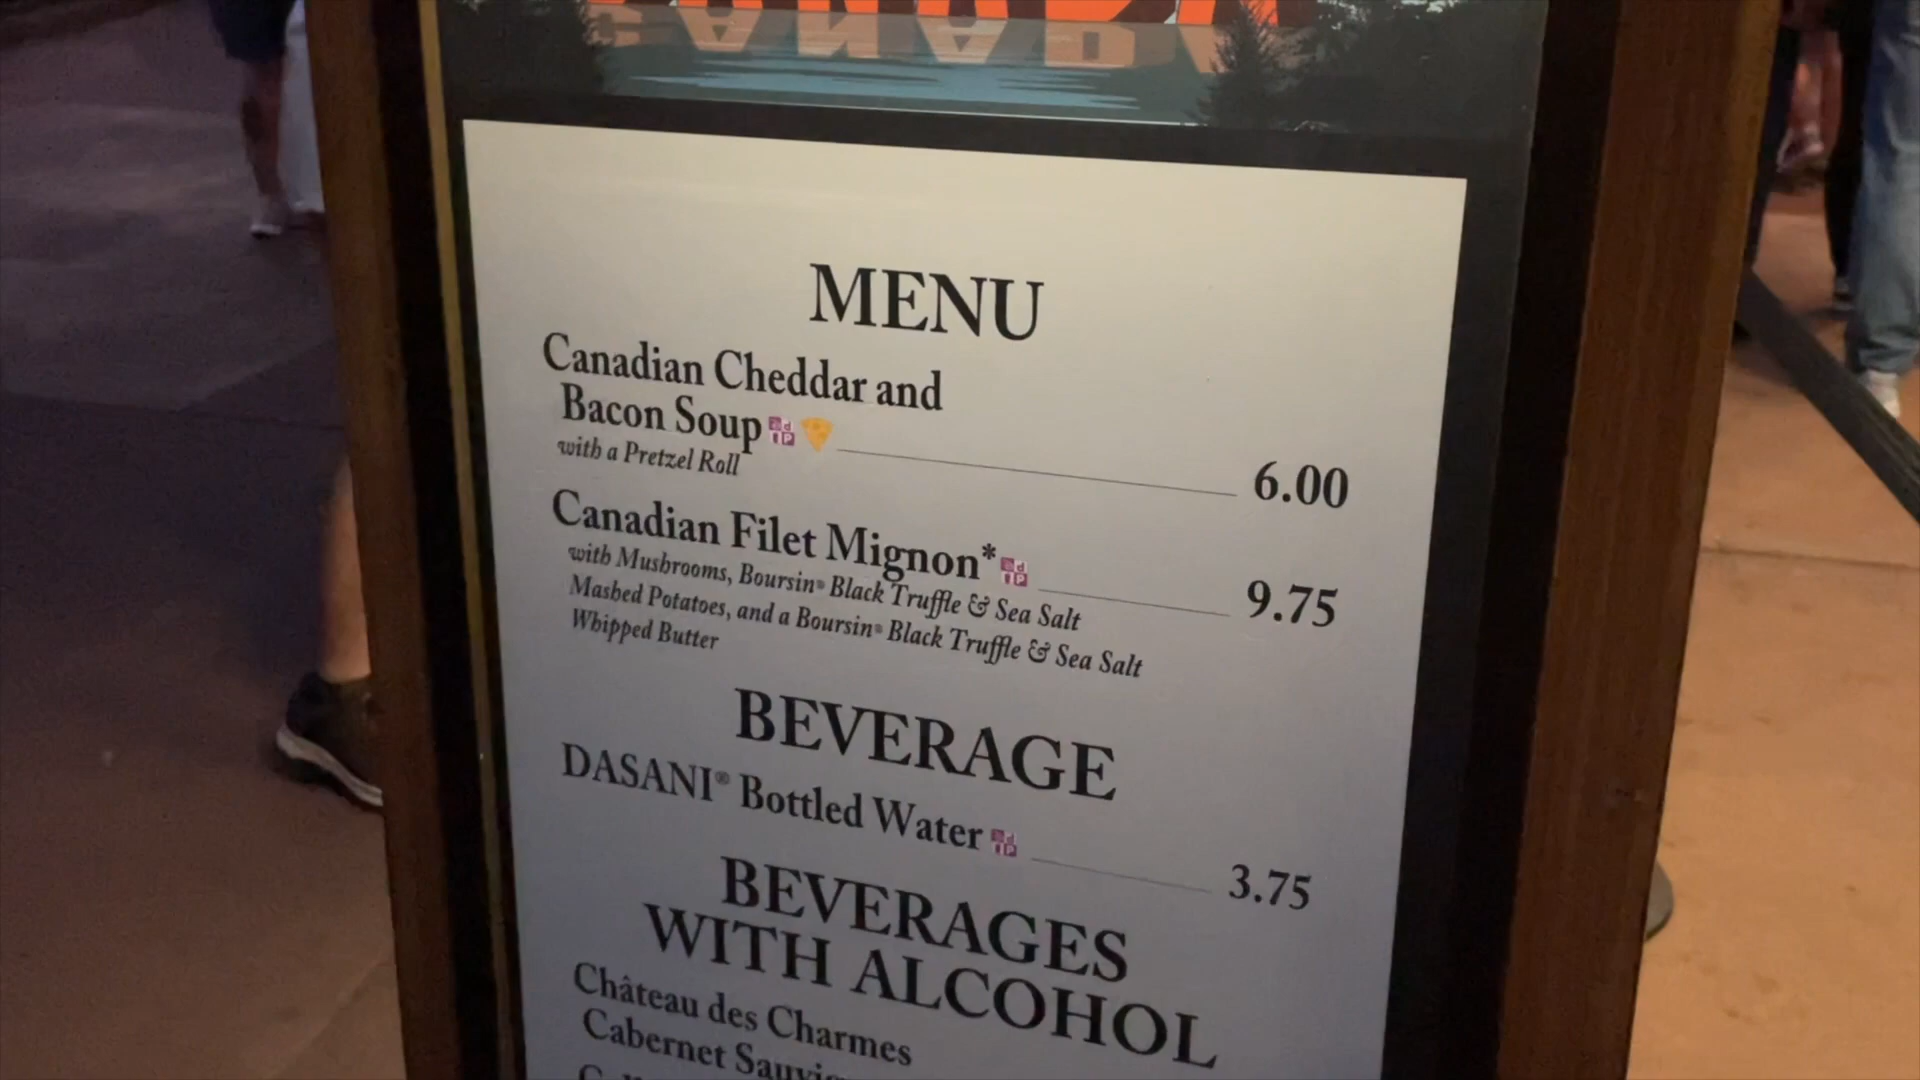 CANADA
MENU
Canadian Cheddar and
Bacon Soup
with a Pretzel Roll
6.00
Canadian Filet Mignon*
with Mushrooms, Boursin® Black Truffle & Sea Salt
Mashed Potatoes, and a Boursin® Black Truffle & Sea Salt
Whipped Butter
9.75
BEVERAGE
DASANI® Bottled Water
3.75
BEVERAGES
WITH ALCOHOL
Château des Charmes
Cabernet